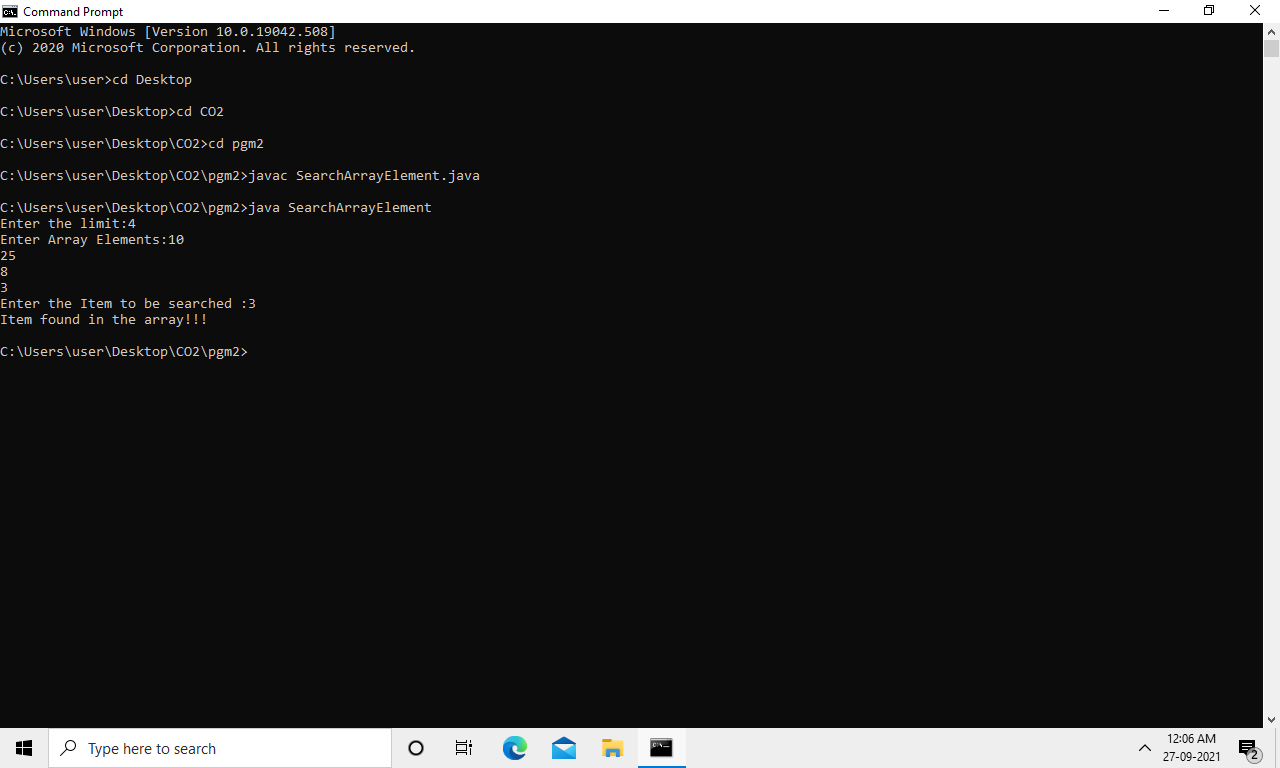 Command Prompt
Microsoft Windows [Version 10.0.19042.508]
(c) 2020 Microsoft Corporation. All rights reserved.
C:\Users\user>cd Desktop
C:\Users\user\Desktop>cd CO2
C:\Users\user\Desktop\CO2>cd pgm2
C:\Users\user\Desktop\CO2\pgm2>javac SearchArrayElement.java
C:\Users\user\Desktop\CO2\pgm2>java SearchArrayElement
Enter the limit:4
Enter Array Elements:10
25
8
3
Enter the Item to be searched :3
Item found in the array!!!
C:\Users\user\Desktop\CO2\pgm2>
Type here to search
12:06 AM
27-09-2021
2